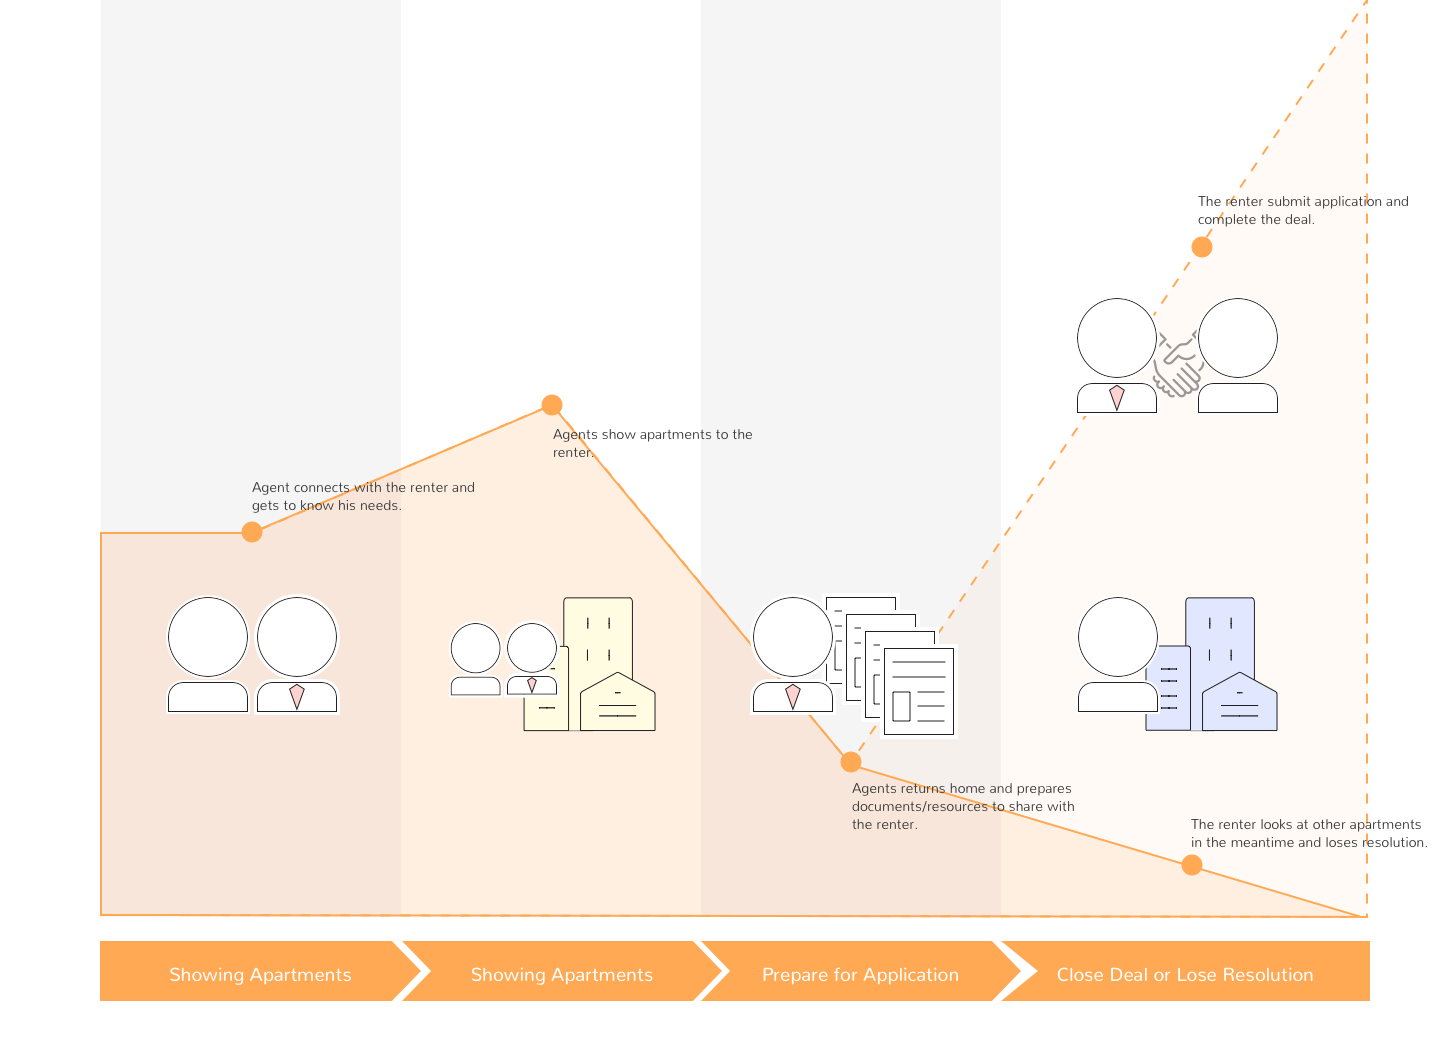 The renter submit application and
complete the deal.
Agents show apartments to the
renter.
Agent connects with the renter and
gets to know his needs.
Agents returns home and prepares
documents/resources to share with
the renter.
The renter looks at other apartments
in the meantime and loses resolution.
Showing Apartments
Showing Apartments
Prepare for Application
Close Deal or Lose Resolution